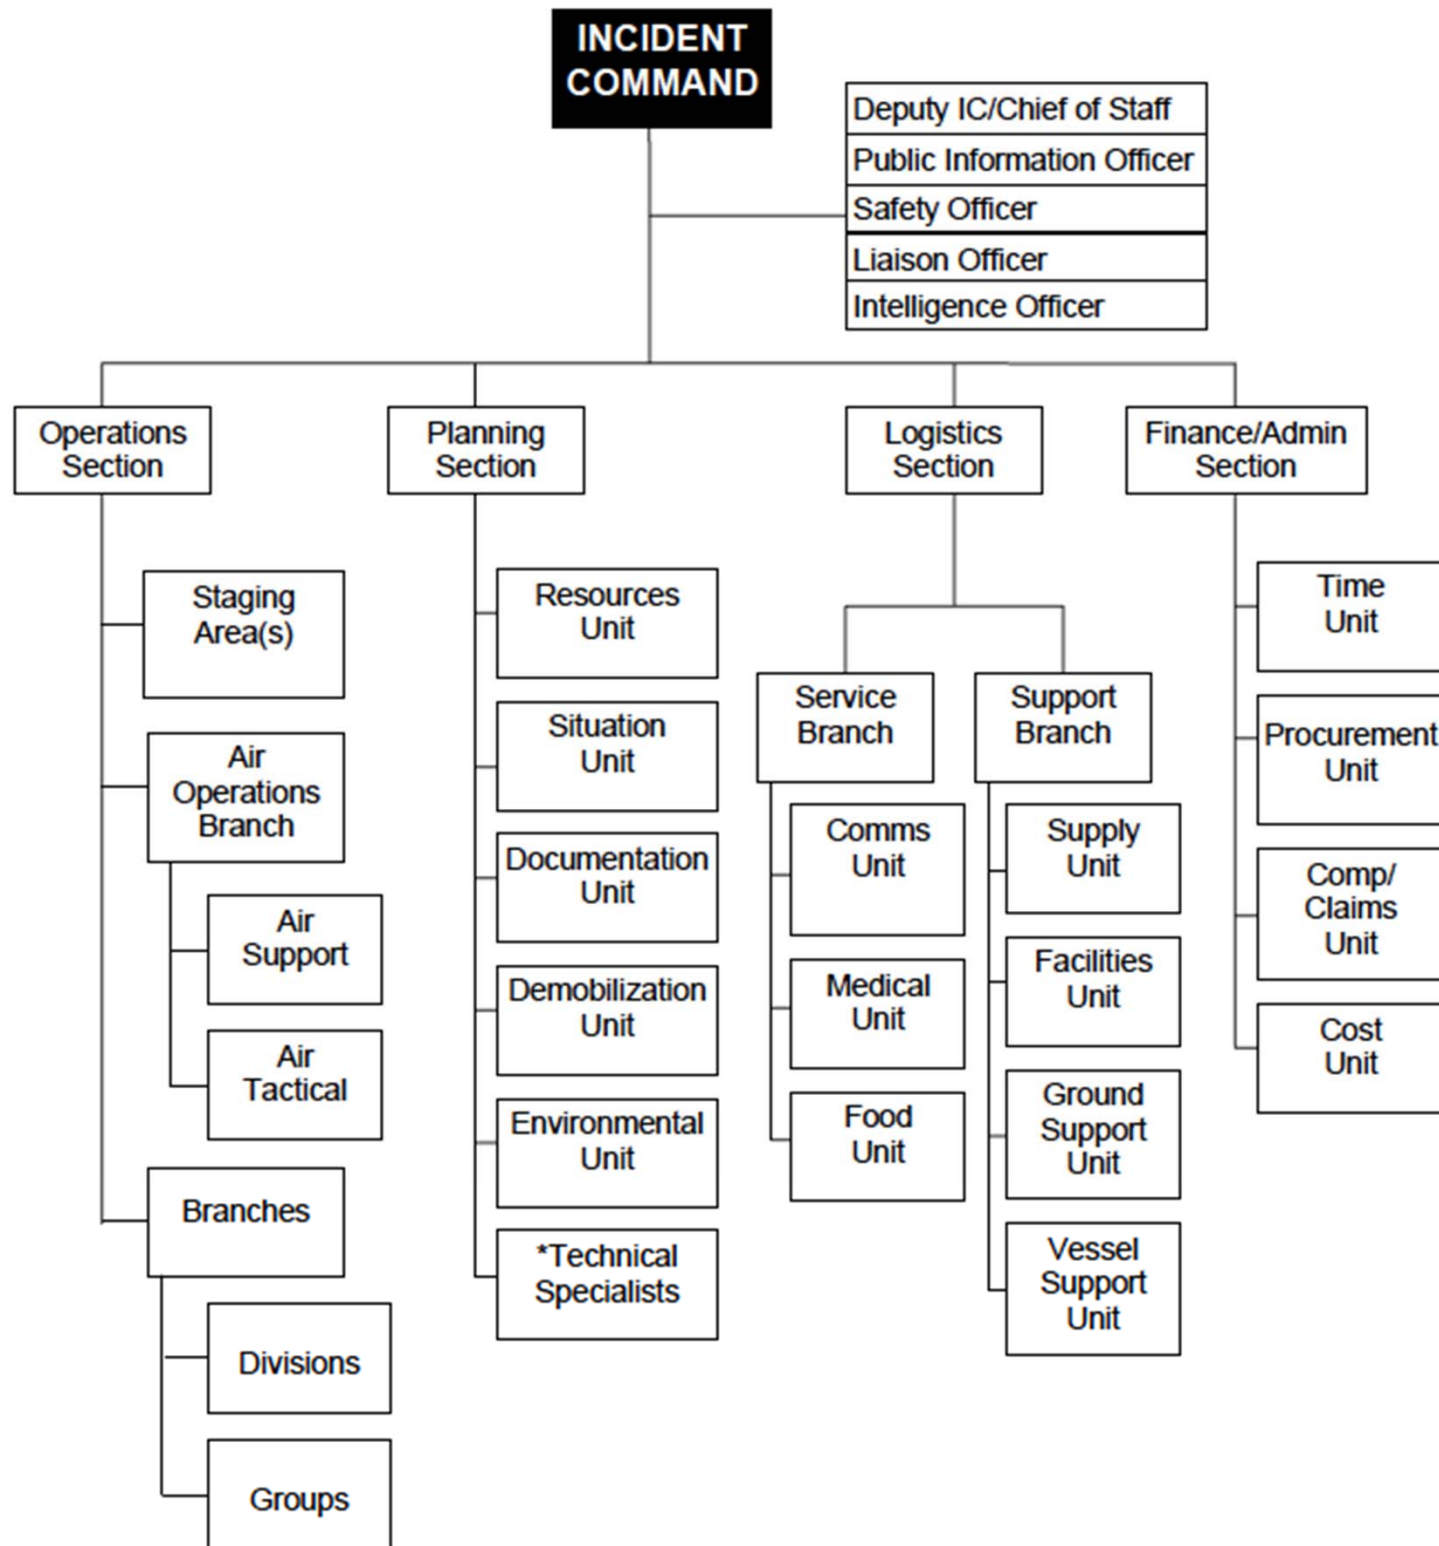 INCIDENT
COMMAND
Deputy IC/Chief of Staff
Public Information Officer
Safety Officer
Liaison Officer
Intelligence Officer
Operations
Section
Planning
Section
Logistics
Section
Finance/Admin
Section
Staging
Area(s)
Air
Operations
Branch
Air
Support
Air
Tactical
Branches
Divisions
Groups
Resources
Unit
Situation
Unit
Documentation
Unit
Demobilization
Unit
Environmental
Unit
*Technical
Specialists
Service
Branch
Comms
Unit
Medical
Unit
Food
Unit
Support
Branch
Supply
Unit
Facilities
Unit
Ground
Support
Unit
Vessel
Support
Unit
Time
Unit
Procurement
Unit
Comp/
Claims
Unit
Cost
Unit